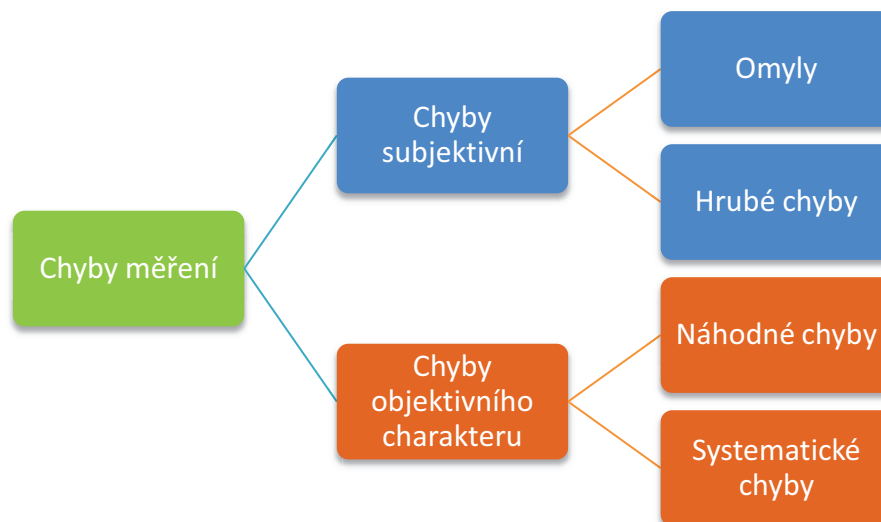 Chyby měření
Chyby
subjektivní
Omyly
Hrubé chyby
Chyby
objektivního
charakteru
Náhodné chyby
Systematické
chyby